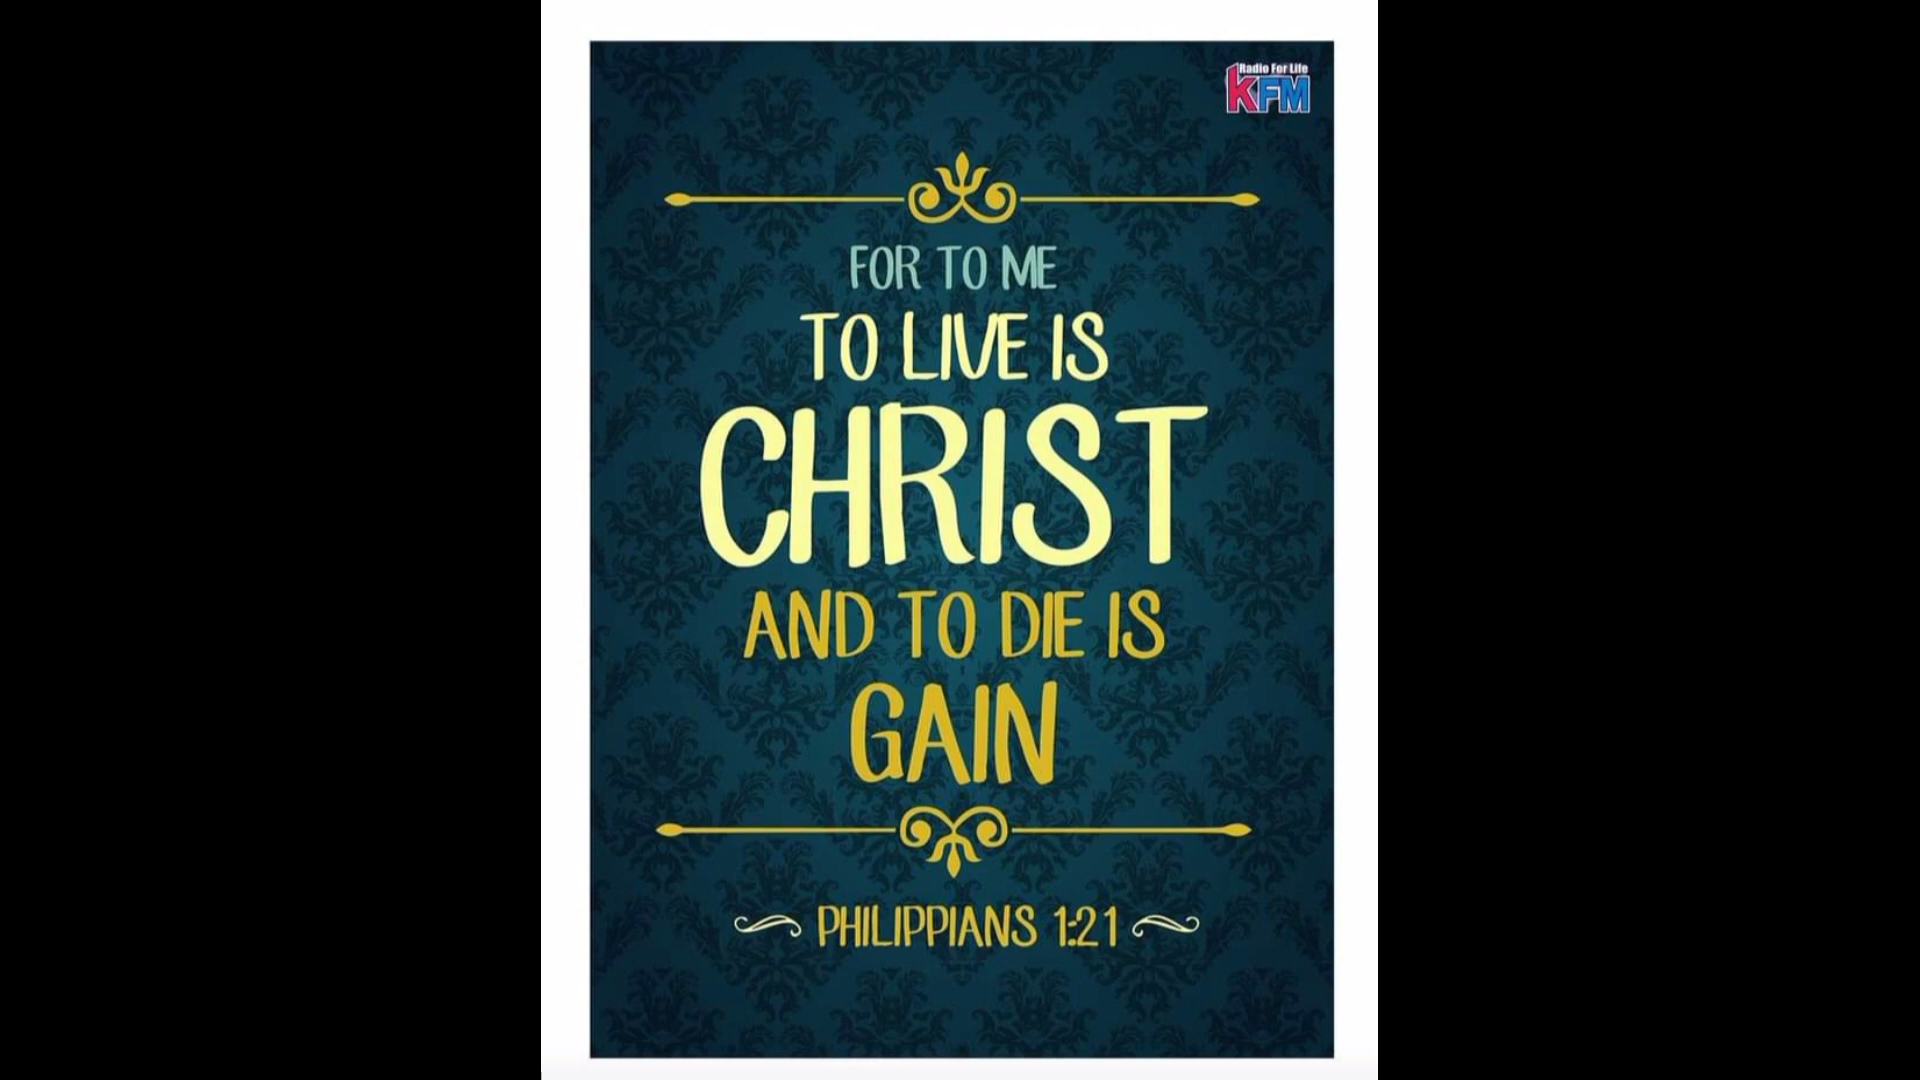 Radio For Life
KFM
FOR TO ME
TO LIVE IS
CHRIST
AND TO DIE IS
GAIN
PHILIPPIANS 1:21